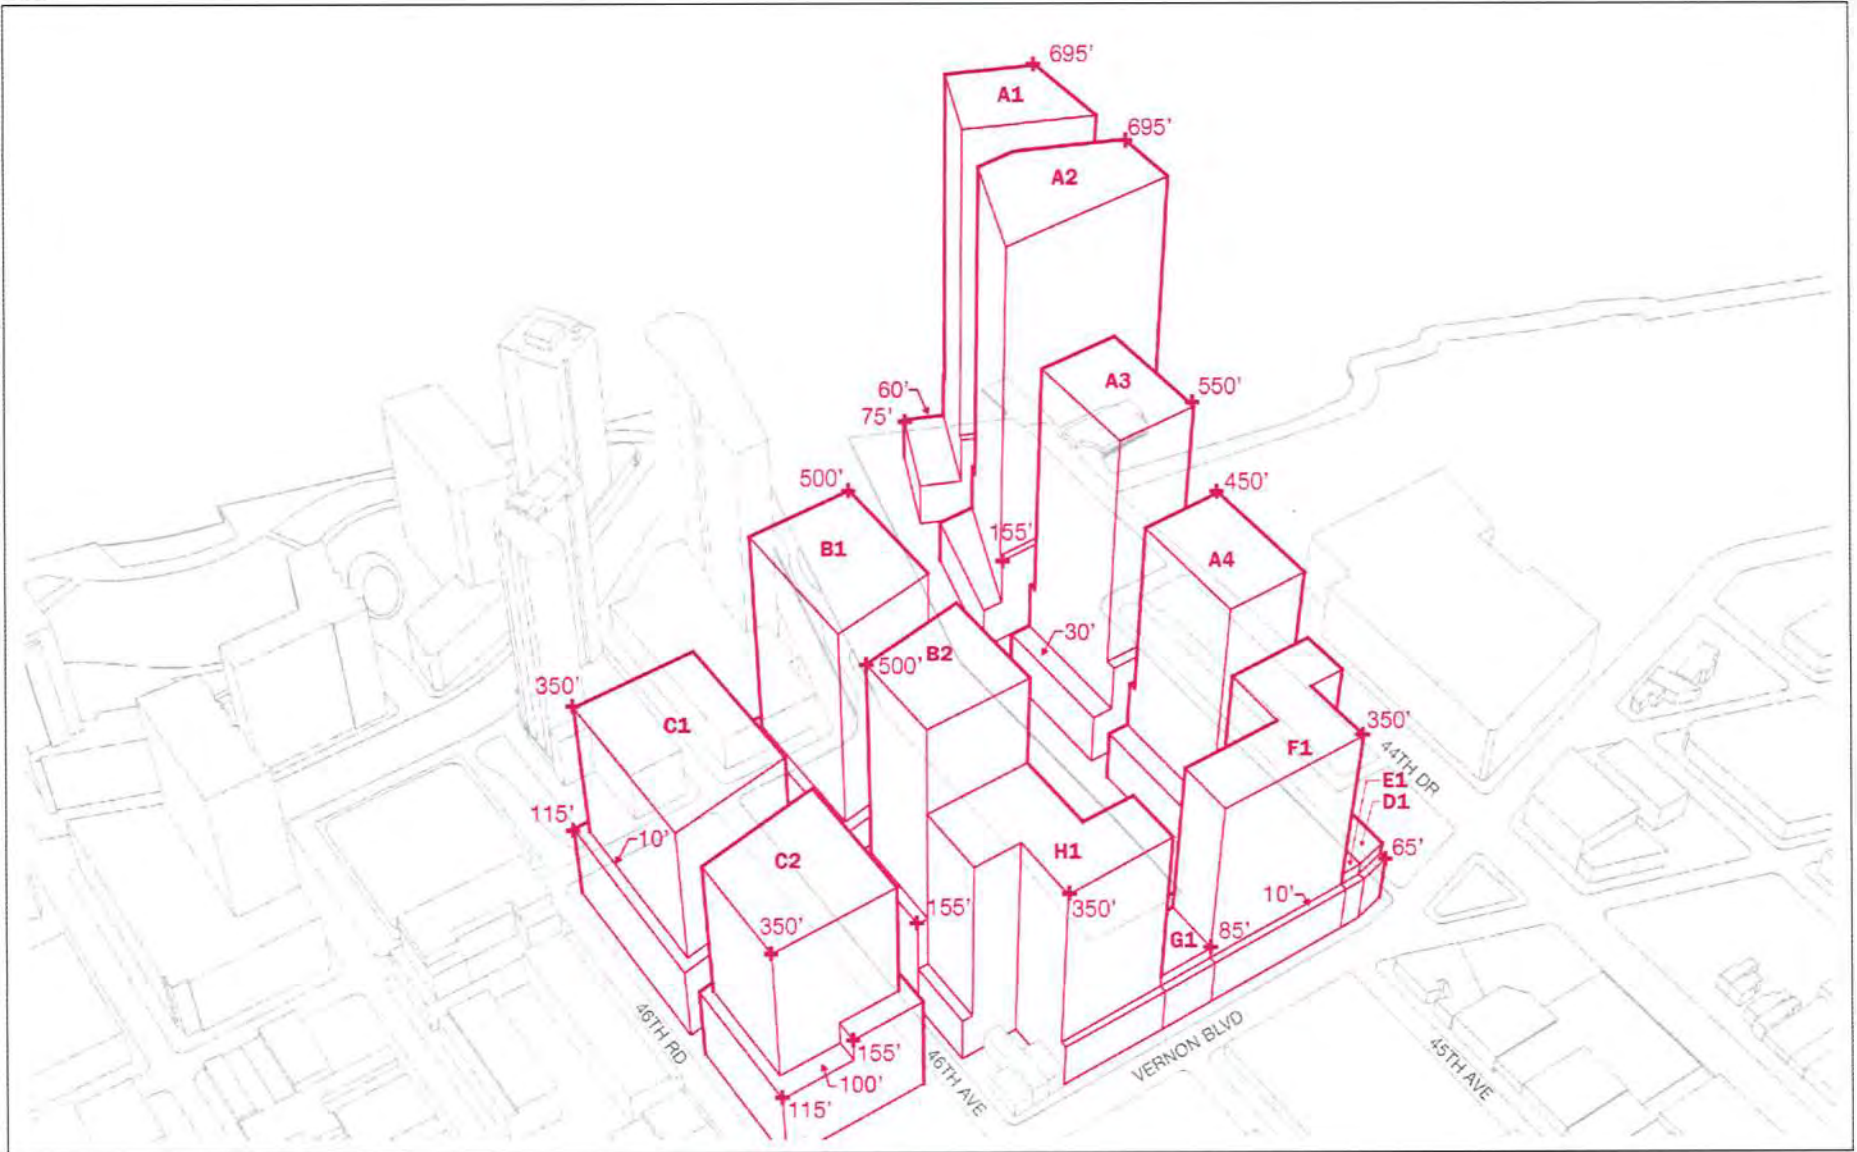 695'
A1
695'
A2
A3
550'
60'
75'
500'
450'
155'
B1
A4
30'
B2
500'
350'
C1
350'
F1
44TH DR
E1
D1
115'
10'
65'
C2
H1
10'
350'
155'
350'
G1
85'
46TH RD
155'
46TH AVE
VERNON BLVD
45TH AVE
100'
115'